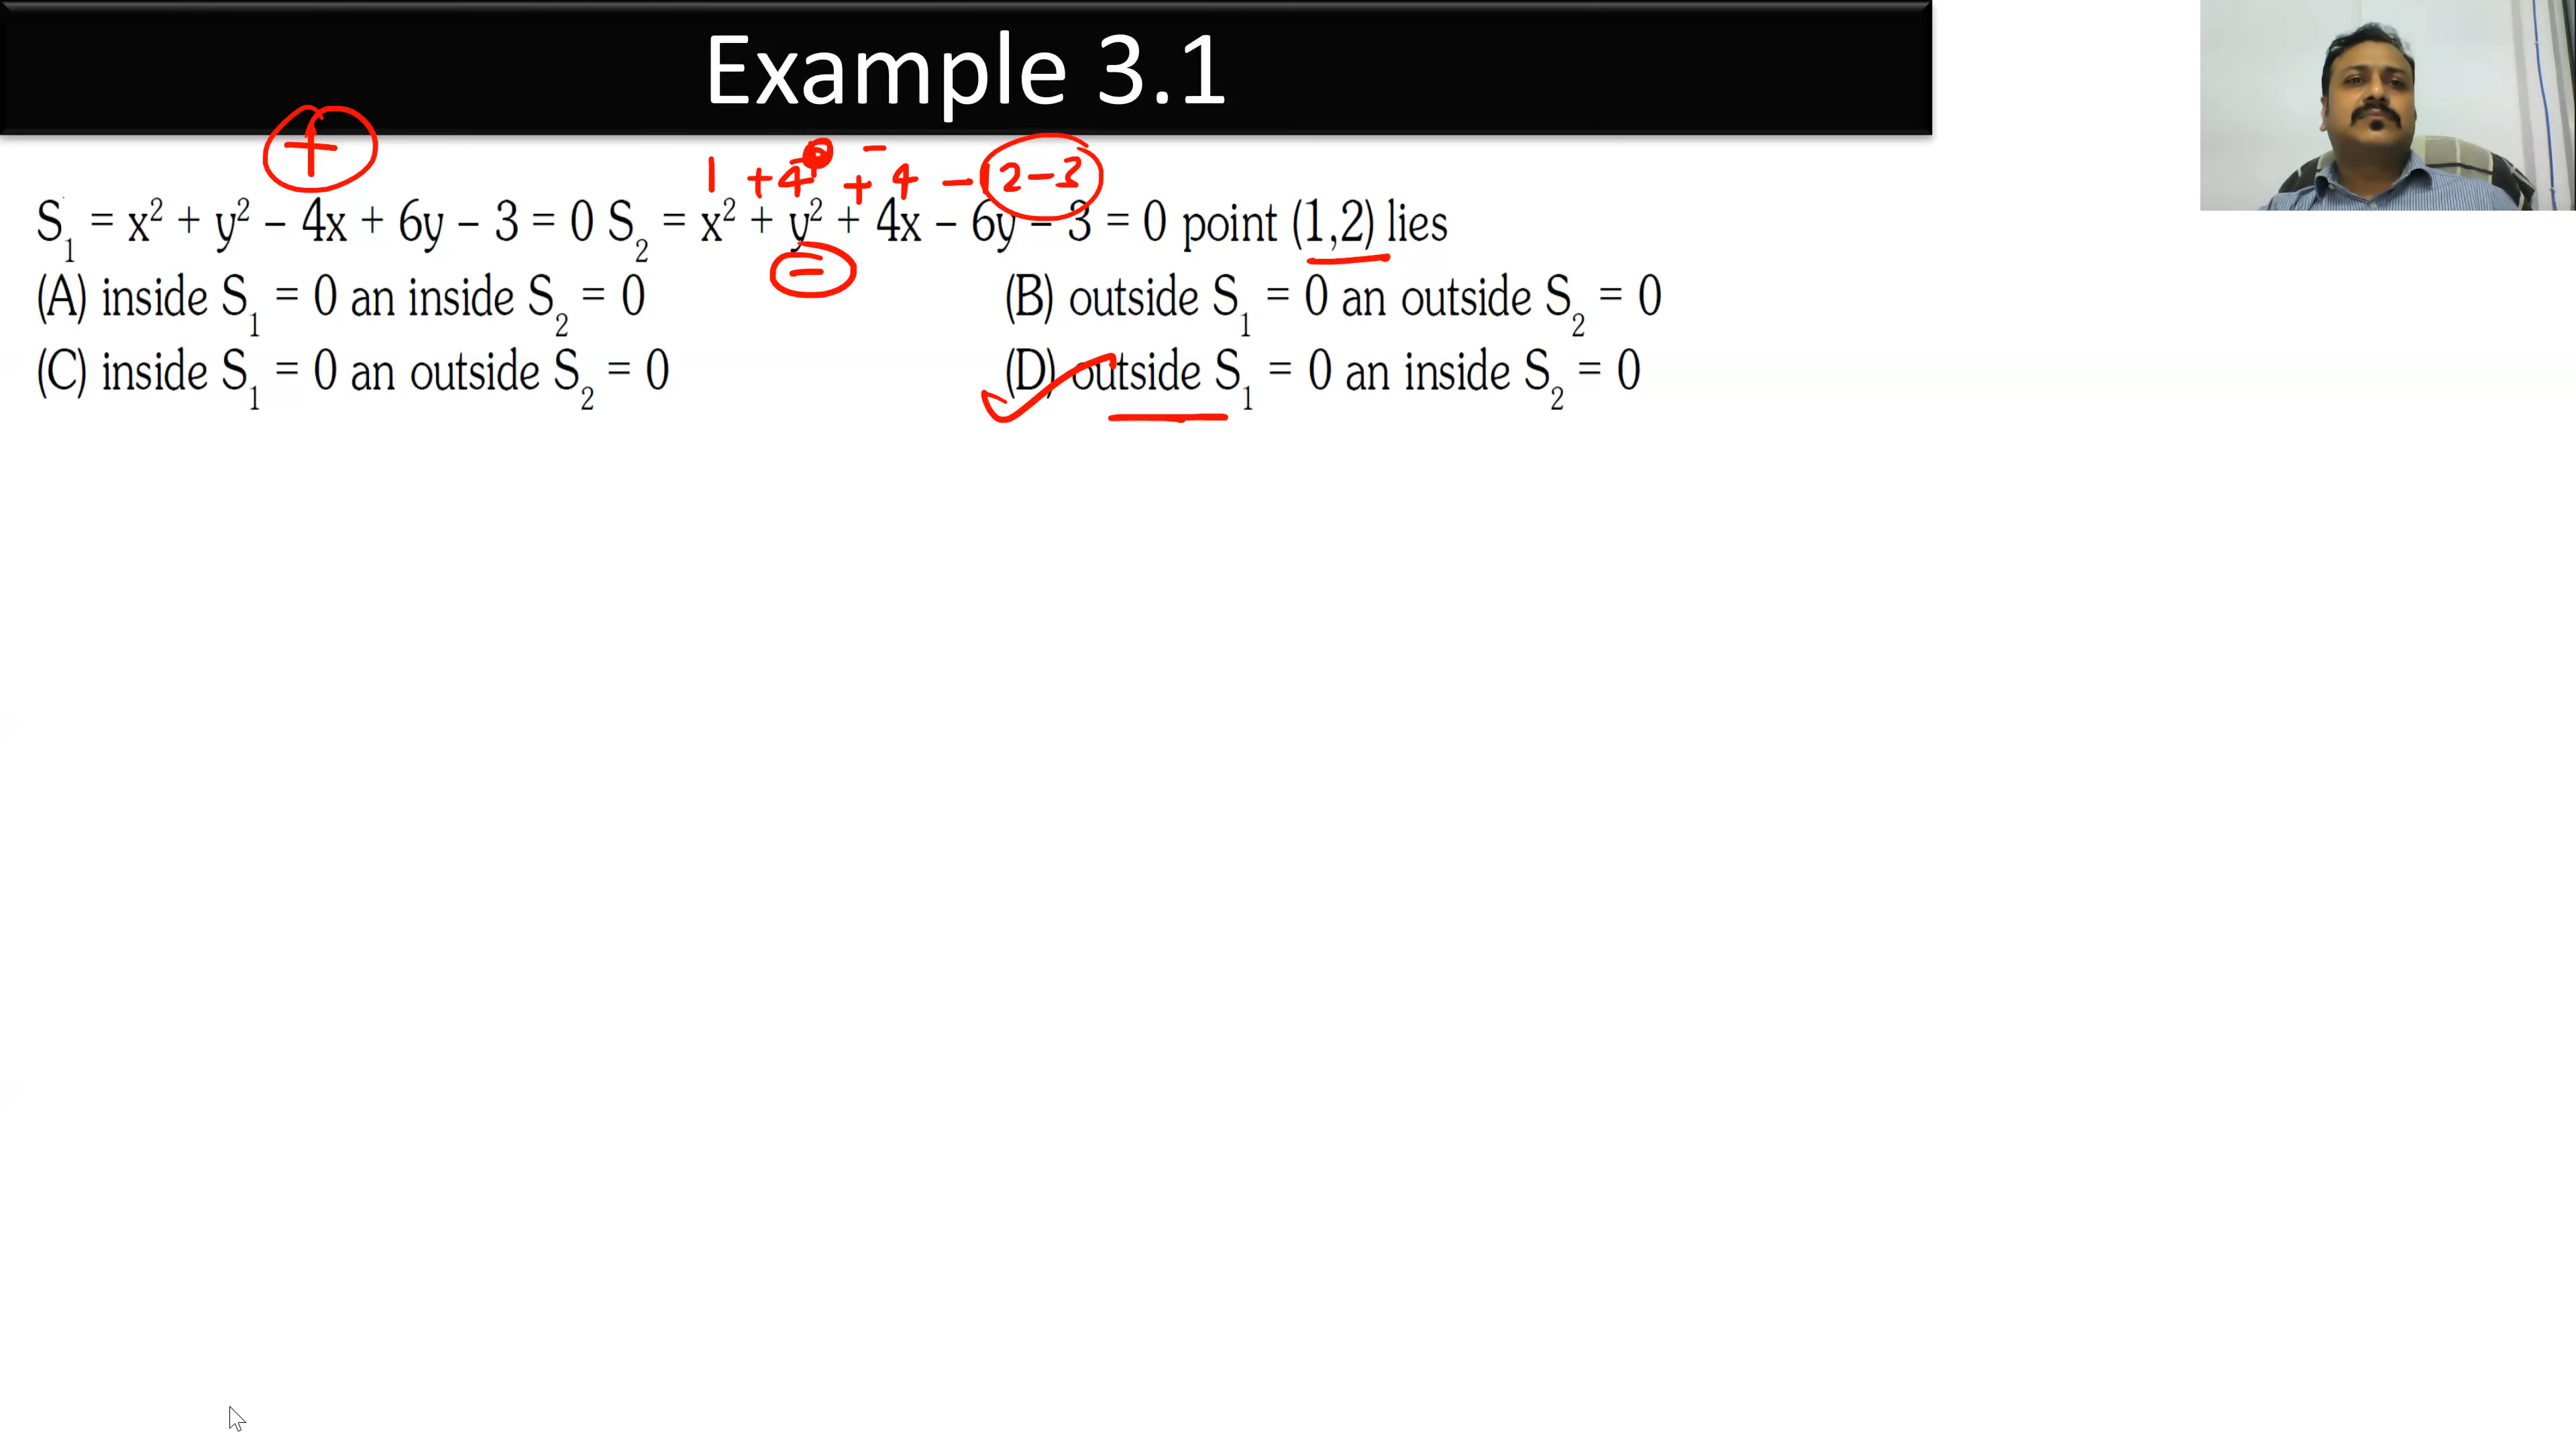 Example 3.1
+
1 + 4 + 4 - 12 - 3
S₁ = x² + y² – 4x + 6y – 3 = 0 S₂ = x² + y² + 4x – 6y – 3 = 0 point (1,2) lies
(A) inside S₁ = 0 an inside S₂ = 0
(B) outside S₁ = 0 an outside S₂ = 0
(C) inside S₁ = 0 an outside S₂ = 0
(D) outside S₁ = 0 an inside S₂ = 0